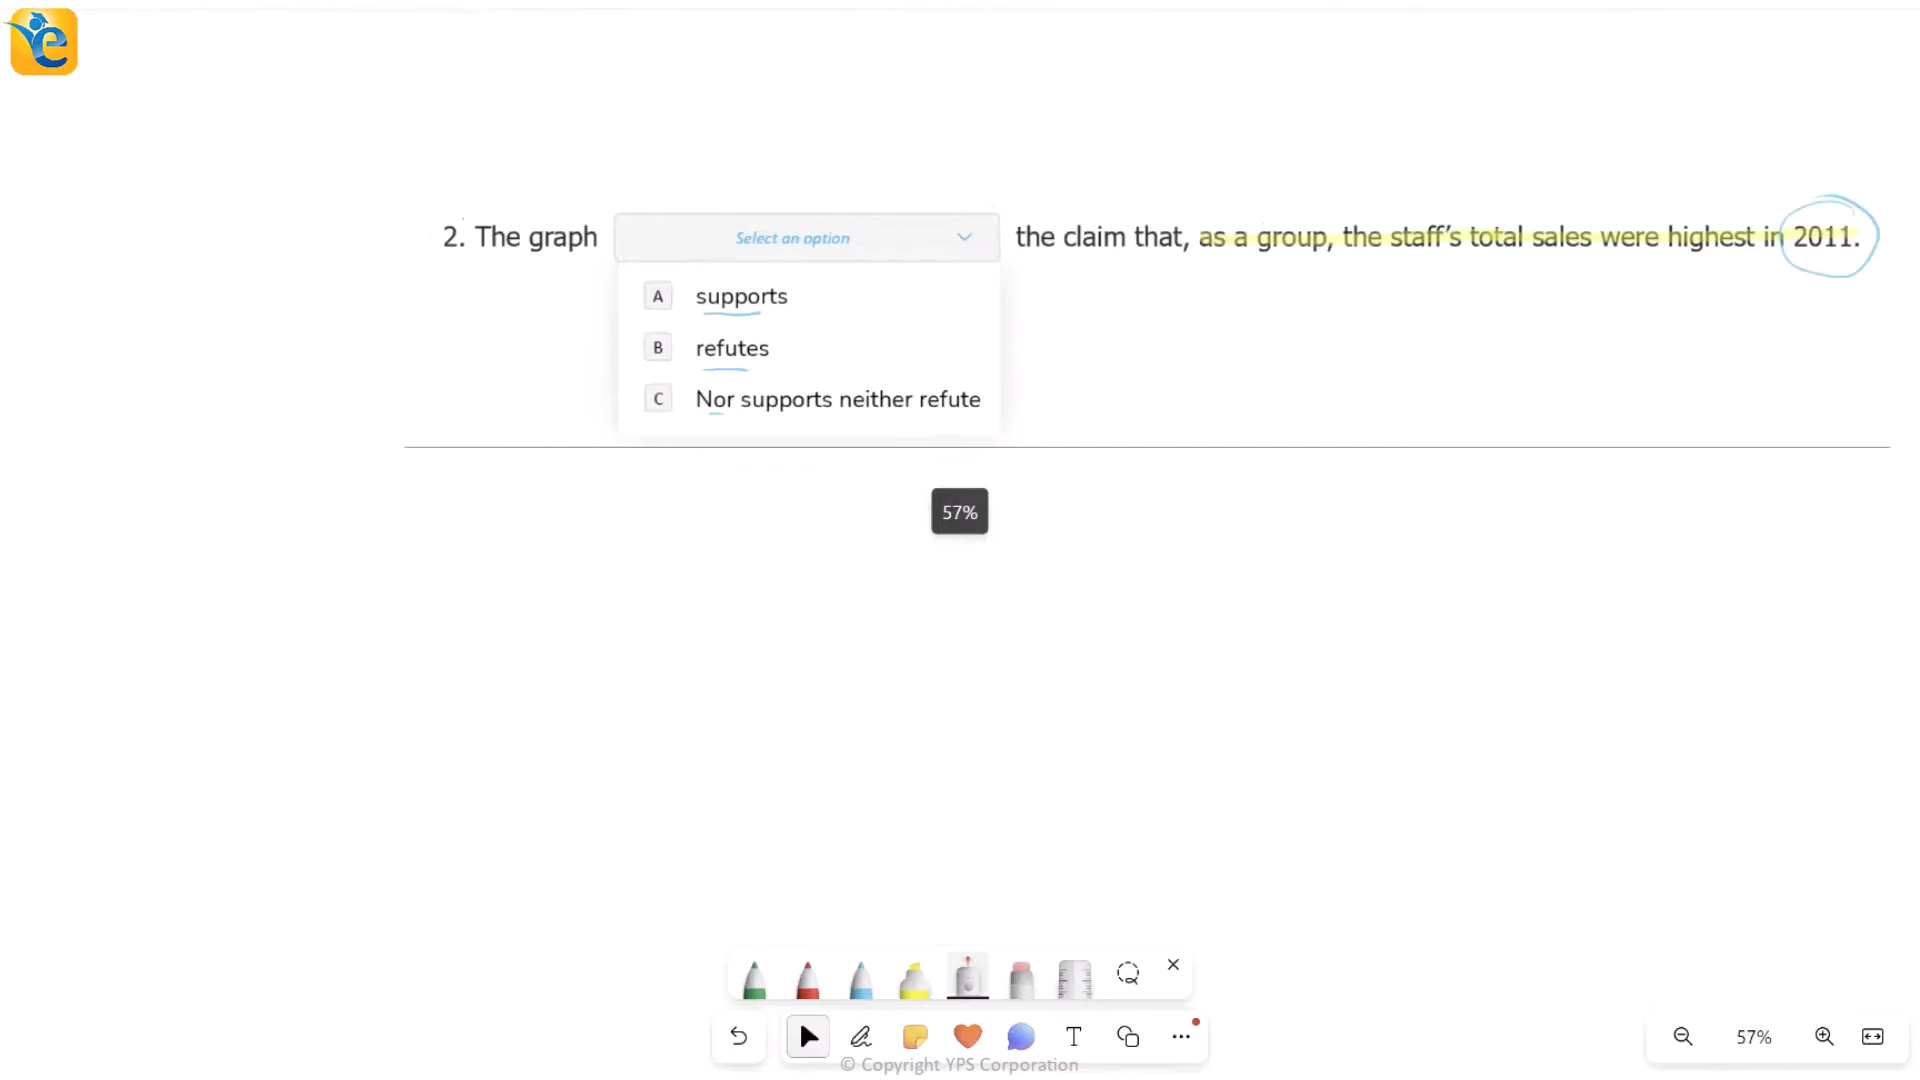 e
2. The graph Select an option the claim that, as a group, the staff's total sales were highest in 2011.
A supports
B refutes
C Nor supports neither refute
57%
T
57%
© Copyright YPS Corporation